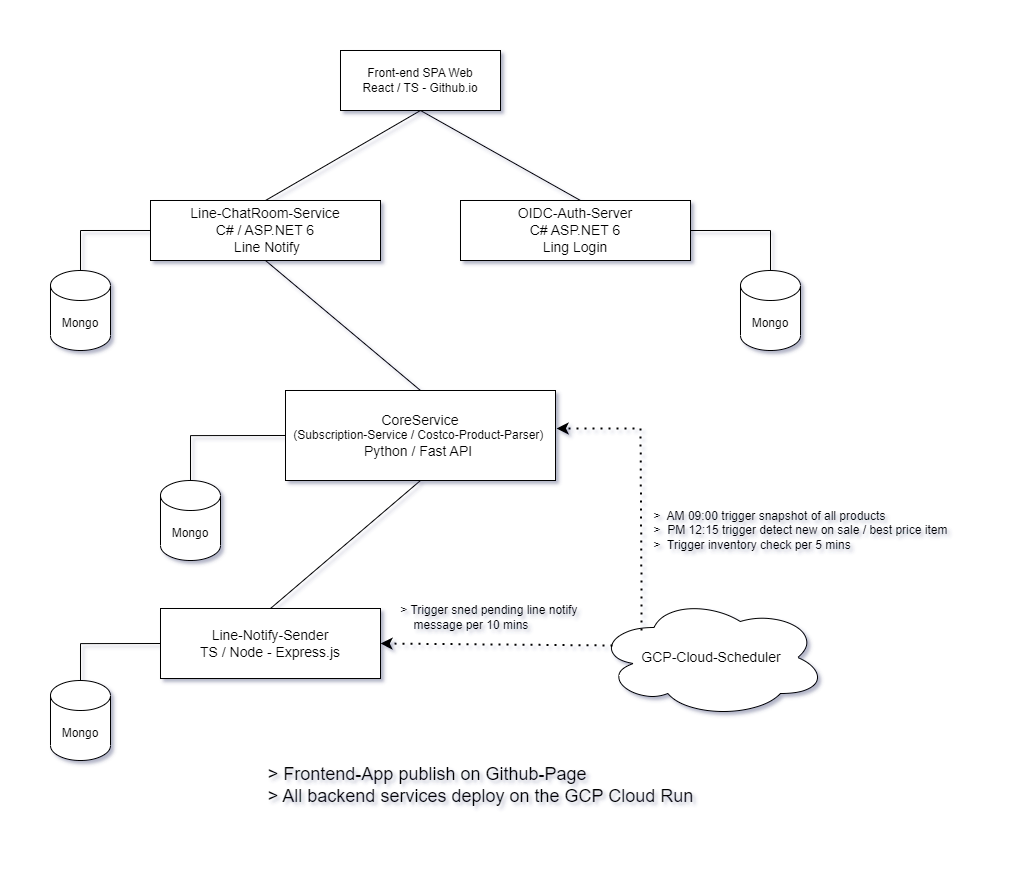 Front-end SPA Web
React / TS - Github.io
Line-ChatRoom-Service
C# / ASP.NET 6
Line Notify
OIDC-Auth-Server
C# ASP.NET 6
Ling Login
Mongo
Mongo
CoreService
(Subscription-Service / Costco-Product-Parser)
Python / Fast API
Mongo
> AM 09:00 trigger snapshot of all products
> PM 12:15 trigger detect new on sale / best price item
> Trigger inventory check per 5 mins
> Trigger sned pending line notify
message per 10 mins
Line-Notify-Sender
TS / Node - Express.js
GCP-Cloud-Scheduler
Mongo
> Frontend-App publish on Github-Page
> All backend services deploy on the GCP Cloud Run